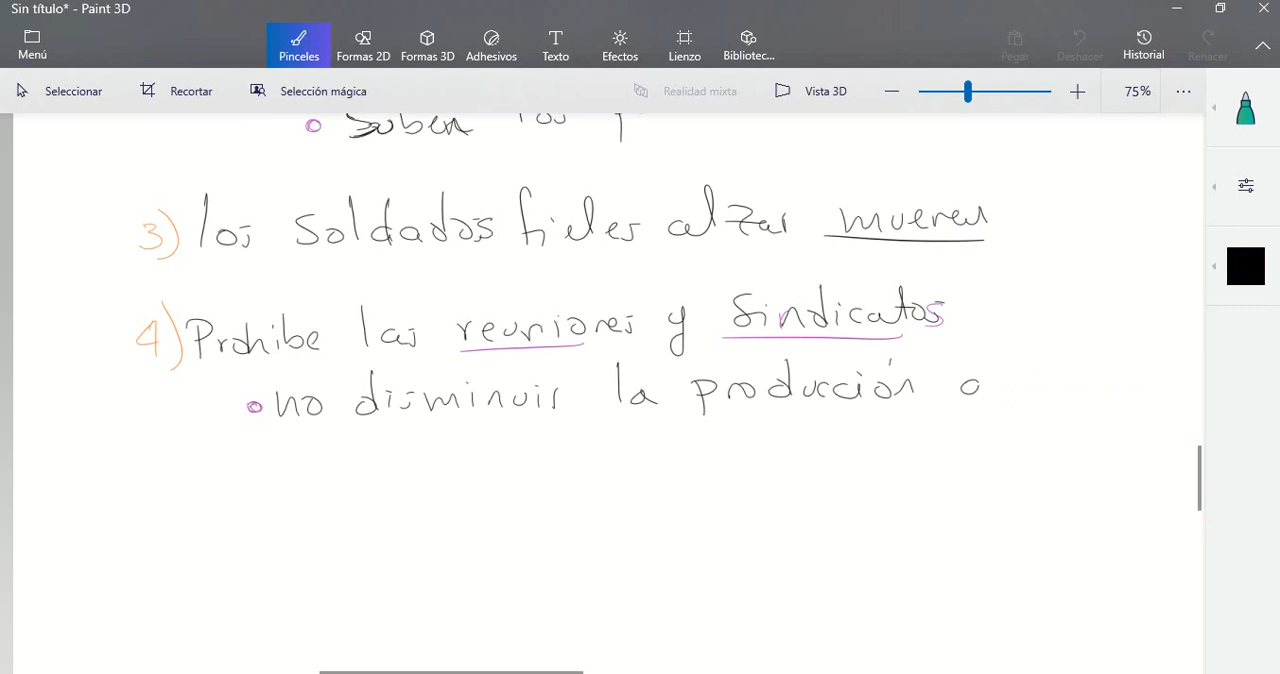 Sin título* - Paint 3D
Menú
Pinceles
Formas 2D
Formas 3D
Adhesivos
Texto
Efectos
Lienzo
Bibliotec...
Pegar
Deshacer
Historial
Rehacer
Seleccionar
Recortar
Selección mágica
Realidad mixta
Vista 3D
75%
Suben los
3) los soldados fieles al zar mueren
4) Prohibe las reuniones y sindicatos
no disminuir la producción o